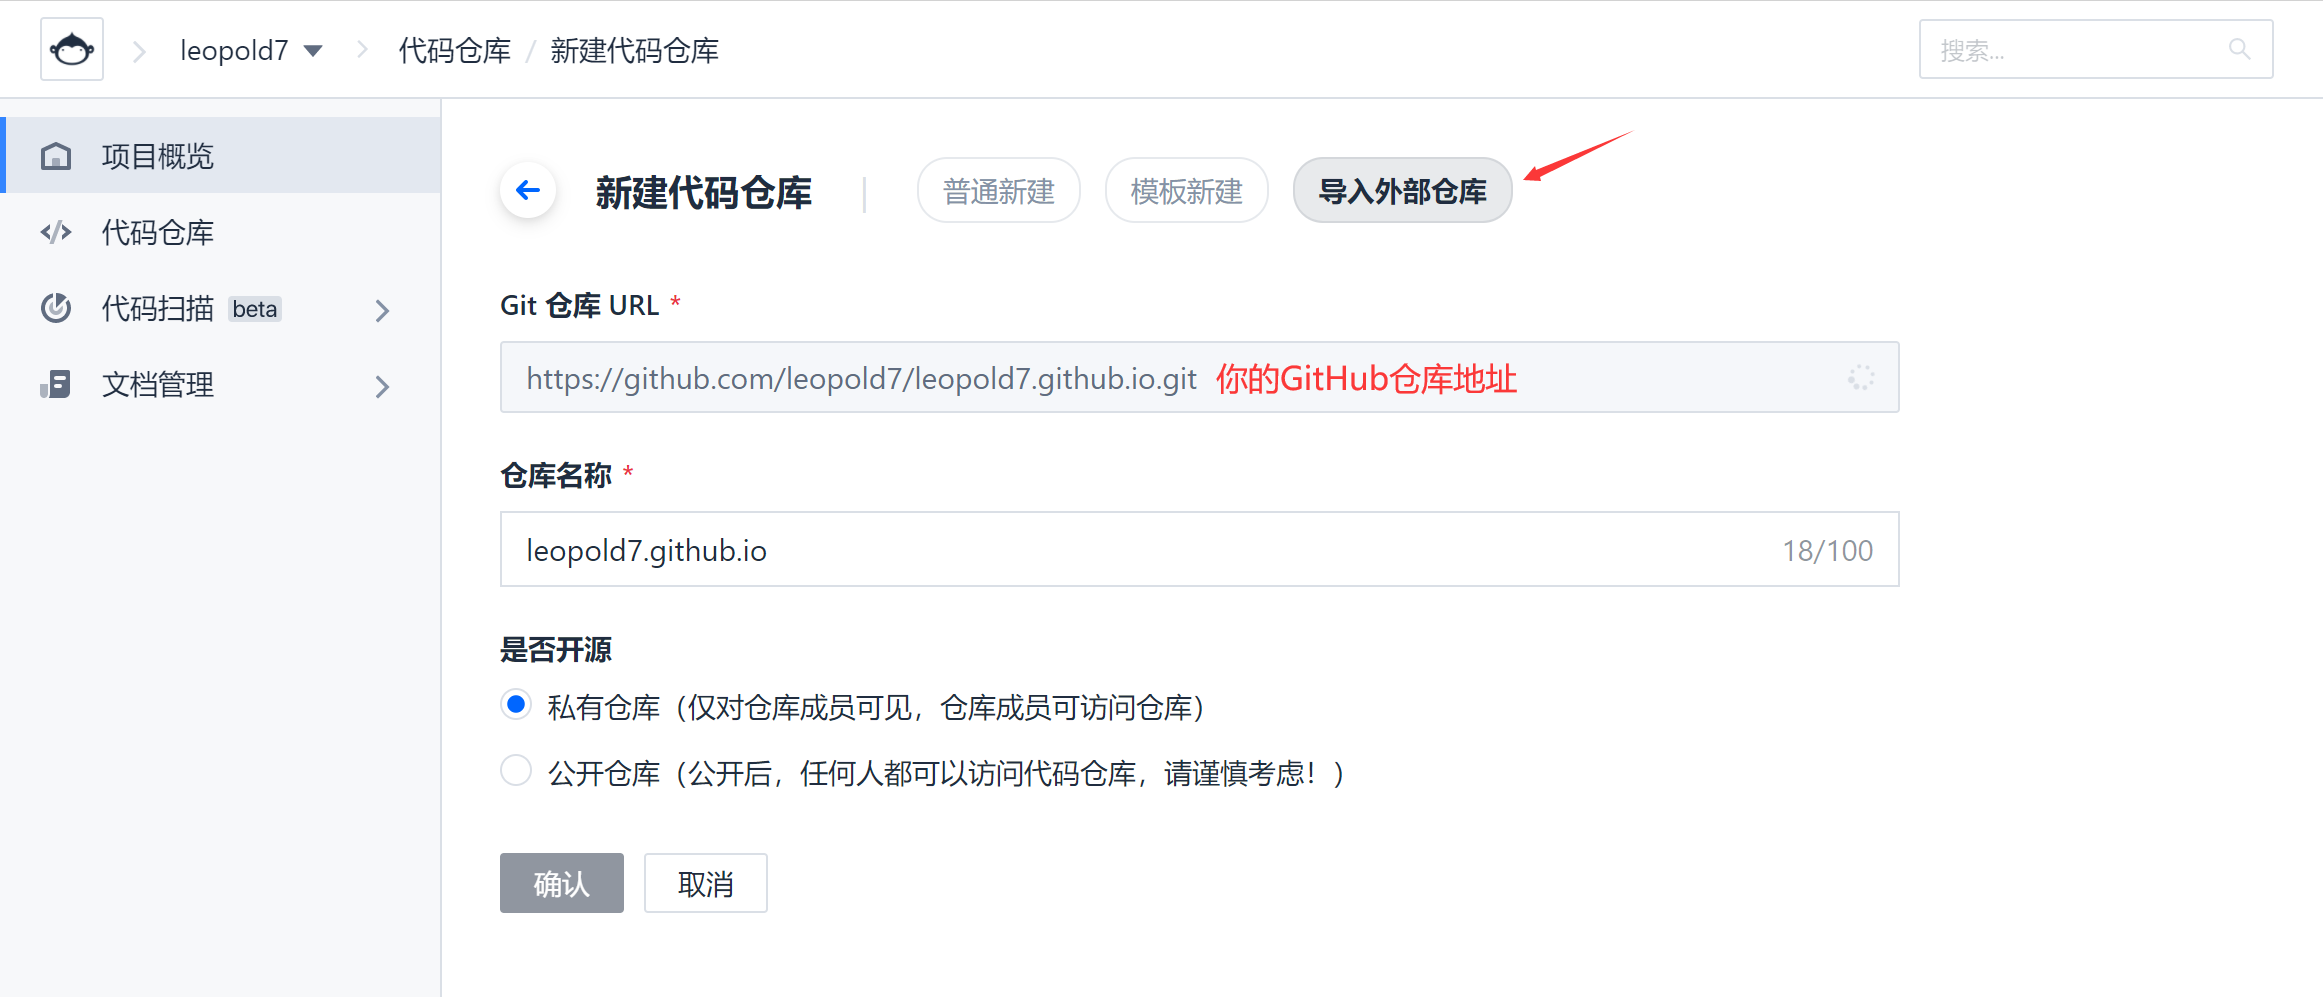 leopold7 代码仓库 / 新建代码仓库
搜索...
项目概览
代码仓库
代码扫描 beta
文档管理
新建代码仓库 | 普通新建 模板新建 导入外部仓库
Git 仓库 URL *
https://github.com/leopold7/leopold7.github.io.git 你的GitHub仓库地址
仓库名称 *
leopold7.github.io 18/100
是否开源
私有仓库（仅对仓库成员可见，仓库成员可访问仓库）
公开仓库（公开后，任何人都可以访问代码仓库，请谨慎考虑！）
确认 取消